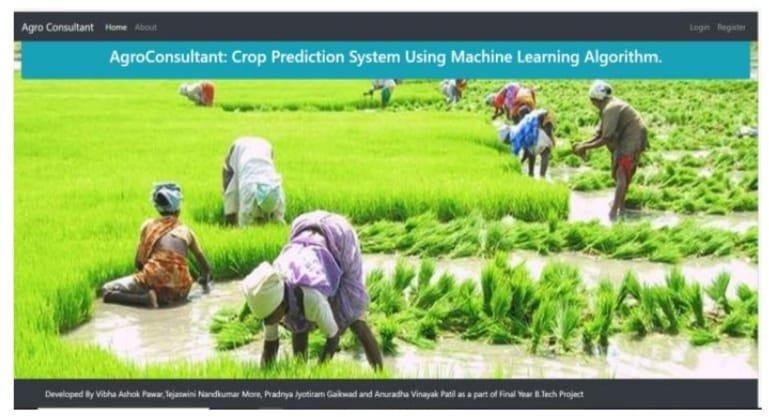 Agro Consultant Home About Login Register
AgroConsultant: Crop Prediction System Using Machine Learning Algorithm.
Developed By Vibha Ashok Pawar,Tejaswini Nandkumar More, Pradnya Jyotiram Gaikwad and Anuradha Vinayak Patil as a part of Final Year B.Tech Project